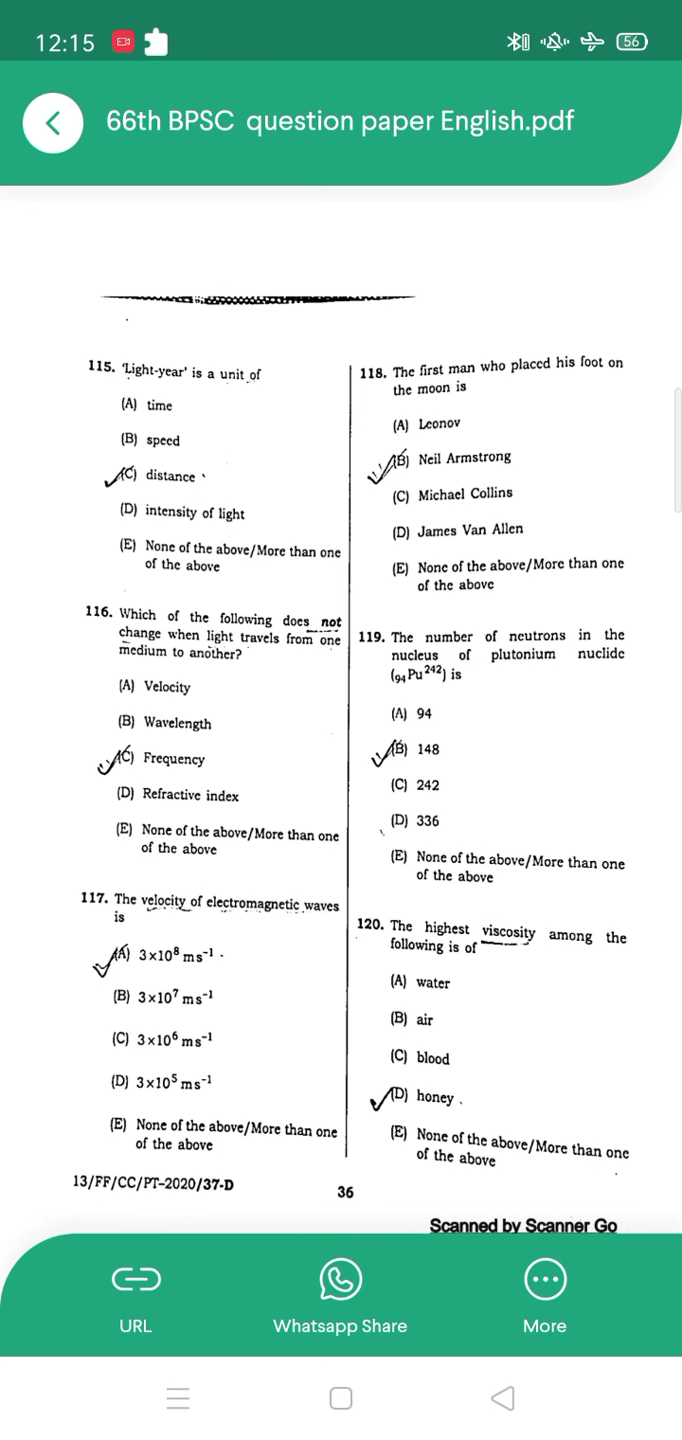 12:15
56
66th BPSC question paper English.pdf
115. 'Light-year' is a unit of
(A) time
(B) speed
(C) distance
(D) intensity of light
(E) None of the above/More than one
of the above
116. Which of the following does not
change when light travels from one
medium to another?
(A) Velocity
(B) Wavelength
(C) Frequency
(D) Refractive index
(E) None of the above/More than one
of the above
117. The velocity of electromagnetic waves
is
(A) 3×10⁸ ms⁻¹
(B) 3×10⁷ ms⁻¹
(C) 3×10⁶ ms⁻¹
(D) 3×10⁵ ms⁻¹
(E) None of the above/More than one
of the above
118. The first man who placed his foot on
the moon is
(A) Leonov
(B) Neil Armstrong
(C) Michael Collins
(D) James Van Allen
(E) None of the above/More than one
of the above
119. The number of neutrons in the
nucleus of plutonium nuclide
(₉₄Pu²⁴²) is
(A) 94
(B) 148
(C) 242
(D) 336
(E) None of the above/More than one
of the above
120. The highest viscosity among the
following is of
(A) water
(B) air
(C) blood
(D) honey
(E) None of the above/More than one
of the above
13/FF/CC/PT–2020/37-D
36
Scanned by Scanner Go
URL
Whatsapp Share
More